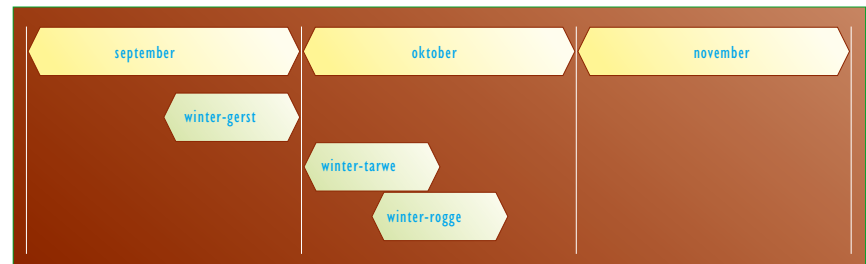 september
oktober
november
winter-gerst
winter-tarwe
winter-rogge